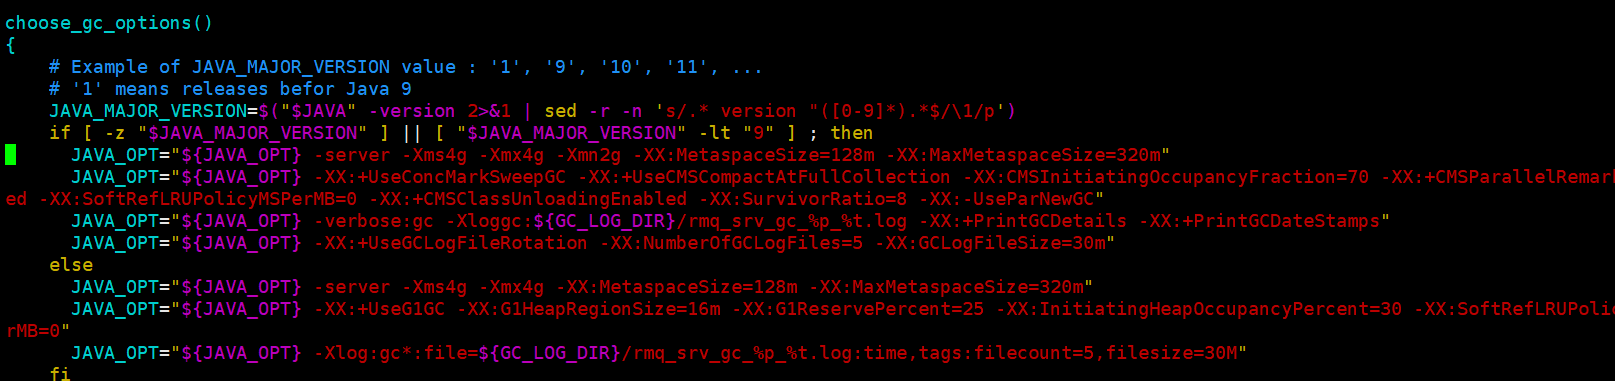 choose_gc_options()
{
    # Example of JAVA_MAJOR_VERSION value : '1', '9', '10', '11', ...
    # '1' means releases befor Java 9
    JAVA_MAJOR_VERSION=$("$JAVA" -version 2>&1 | sed -r -n 's/.* version "([0-9]*).*$/\1/p')
    if [ -z "$JAVA_MAJOR_VERSION" ] || [ "$JAVA_MAJOR_VERSION" -lt "9" ] ; then
      JAVA_OPT="${JAVA_OPT} -server -Xms4g -Xmx4g -Xmn2g -XX:MetaspaceSize=128m -XX:MaxMetaspaceSize=320m"
      JAVA_OPT="${JAVA_OPT} -XX:+UseConcMarkSweepGC -XX:+UseCMSCompactAtFullCollection -XX:CMSInitiatingOccupancyFraction=70 -XX:+CMSParallelRemark
ed -XX:SoftRefLRUPolicyMSPerMB=0 -XX:+CMSClassUnloadingEnabled -XX:SurvivorRatio=8 -XX:-UseParNewGC"
      JAVA_OPT="${JAVA_OPT} -verbose:gc -Xloggc:${GC_LOG_DIR}/rmq_srv_gc_%p_%t.log -XX:+PrintGCDetails -XX:+PrintGCDateStamps"
      JAVA_OPT="${JAVA_OPT} -XX:+UseGCLogFileRotation -XX:NumberOfGCLogFiles=5 -XX:GCLogFileSize=30m"
    else
      JAVA_OPT="${JAVA_OPT} -server -Xms4g -Xmx4g -XX:MetaspaceSize=128m -XX:MaxMetaspaceSize=320m"
      JAVA_OPT="${JAVA_OPT} -XX:+UseG1GC -XX:G1HeapRegionSize=16m -XX:G1ReservePercent=25 -XX:InitiatingHeapOccupancyPercent=30 -XX:SoftRefLRUPolic
rMB=0"
      JAVA_OPT="${JAVA_OPT} -Xlog:gc*:file=${GC_LOG_DIR}/rmq_srv_gc_%p_%t.log:time,tags:filecount=5,filesize=30M"
    fi